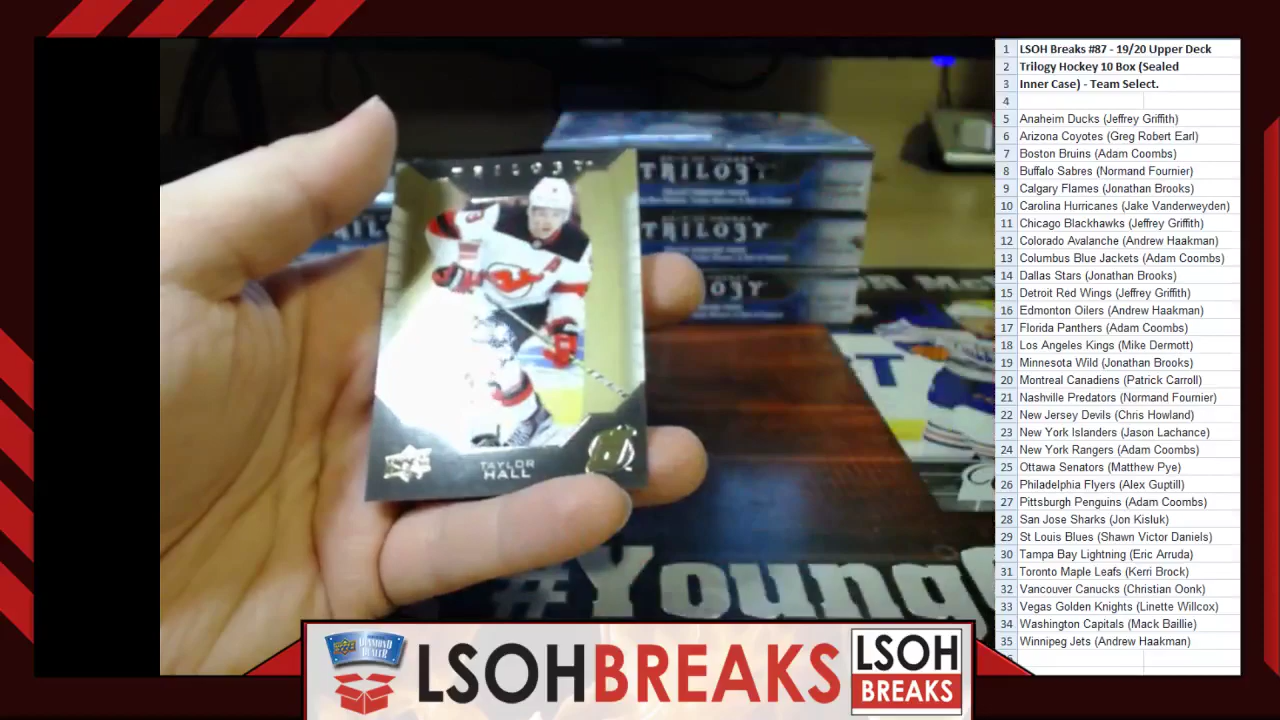 1 LSOH Breaks #87 - 19/20 Upper Deck
2 Trilogy Hockey 10 Box (Sealed
3 Inner Case) - Team Select.
4
5 Anaheim Ducks (Jeffrey Griffith)
6 Arizona Coyotes (Greg Robert Earl)
7 Boston Bruins (Adam Coombs)
8 Buffalo Sabres (Normand Fournier)
9 Calgary Flames (Jonathan Brooks)
10 Carolina Hurricanes (Jake Vanderweyden)
11 Chicago Blackhawks (Jeffrey Griffith)
12 Colorado Avalanche (Andrew Haakman)
13 Columbus Blue Jackets (Adam Coombs)
14 Dallas Stars (Jonathan Brooks)
15 Detroit Red Wings (Jeffrey Griffith)
16 Edmonton Oilers (Andrew Haakman)
17 Florida Panthers (Adam Coombs)
18 Los Angeles Kings (Mike Dermott)
19 Minnesota Wild (Jonathan Brooks)
20 Montreal Canadiens (Patrick Carroll)
21 Nashville Predators (Normand Fournier)
22 New Jersey Devils (Chris Howland)
23 New York Islanders (Jason Lachance)
24 New York Rangers (Adam Coombs)
25 Ottawa Senators (Matthew Pye)
26 Philadelphia Flyers (Alex Guptill)
27 Pittsburgh Penguins (Adam Coombs)
28 San Jose Sharks (Jon Kisluk)
29 St Louis Blues (Shawn Victor Daniels)
30 Tampa Bay Lightning (Eric Arruda)
31 Toronto Maple Leafs (Kerri Brock)
32 Vancouver Canucks (Christian Oonk)
33 Vegas Golden Knights (Linette Willcox)
34 Washington Capitals (Mack Baillie)
35 Winnipeg Jets (Andrew Haakman)
TRILOGY
TRILOGY
TRILOGY
TRILOGY
TAYLOR
HALL
#Young
DIAMOND
DEALER
LSOHBREAKS
LSOH
BREAKS